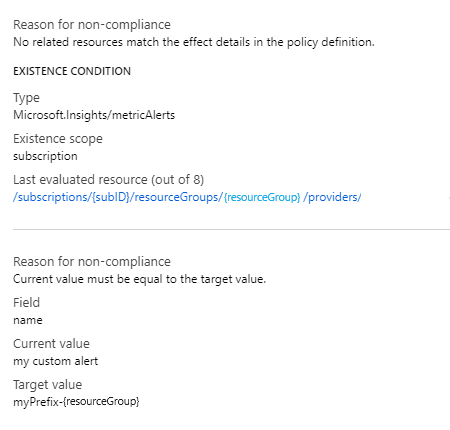 Reason for non-compliance
No related resources match the effect details in the policy definition.
EXISTENCE CONDITION
Type
Microsoft.Insights/metricAlerts
Existence scope
subscription
Last evaluated resource (out of 8)
/subscriptions/{subID}/resourceGroups/{resourceGroup} /providers/
Reason for non-compliance
Current value must be equal to the target value.
Field
name
Current value
my custom alert
Target value
myPrefix-{resourceGroup}